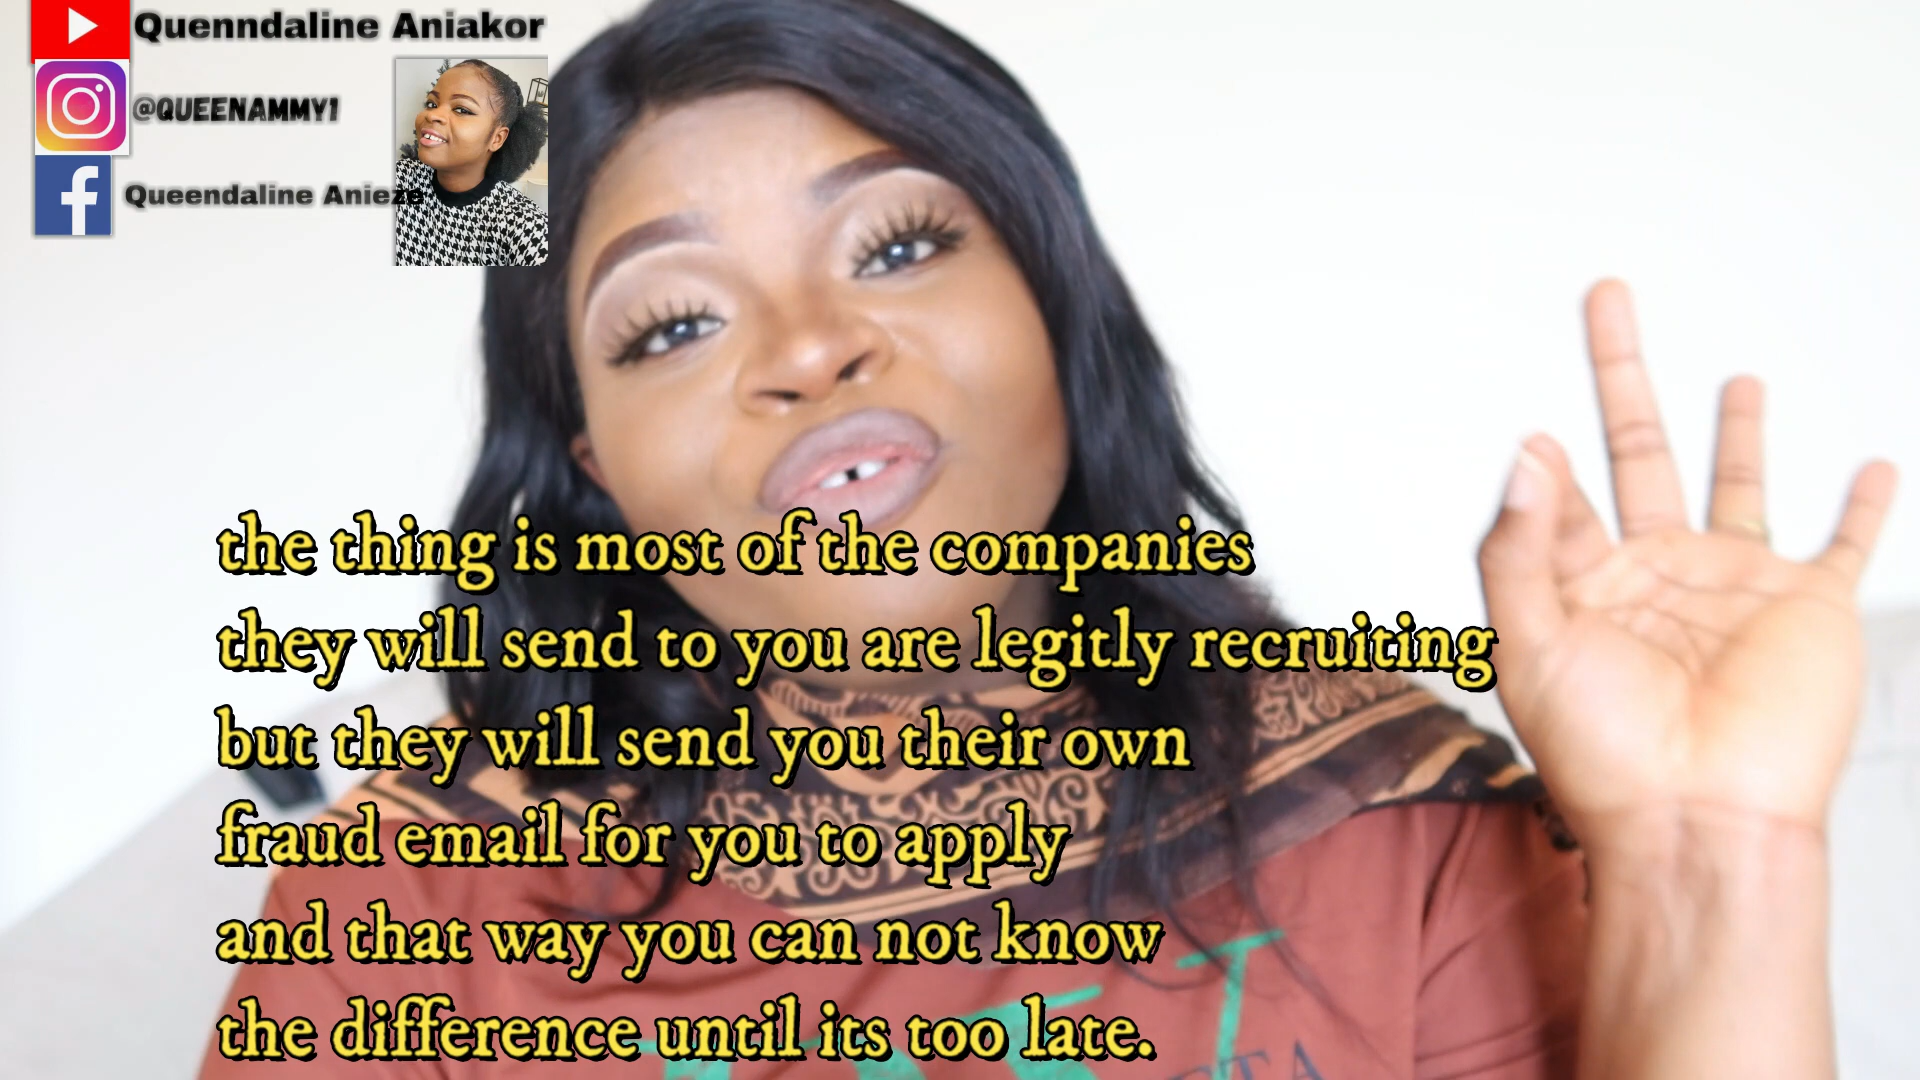 Quenndaline Aniakor
@QUEENAMMY1
Queendaline Anieze
the thing is most of the companies
they will send to you are legitly recruiting
but they will send you their own
fraud email for you to apply
and that way you can not know
the difference until its too late.